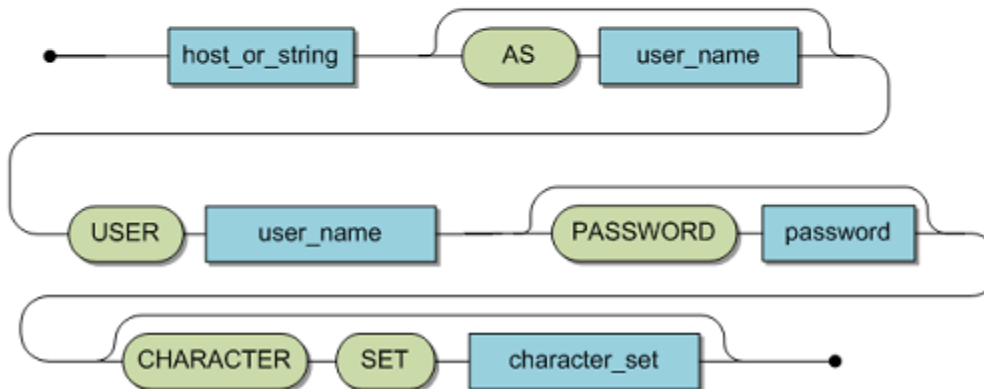 host_or_string AS user_name
USER user_name PASSWORD password
CHARACTER SET character_set